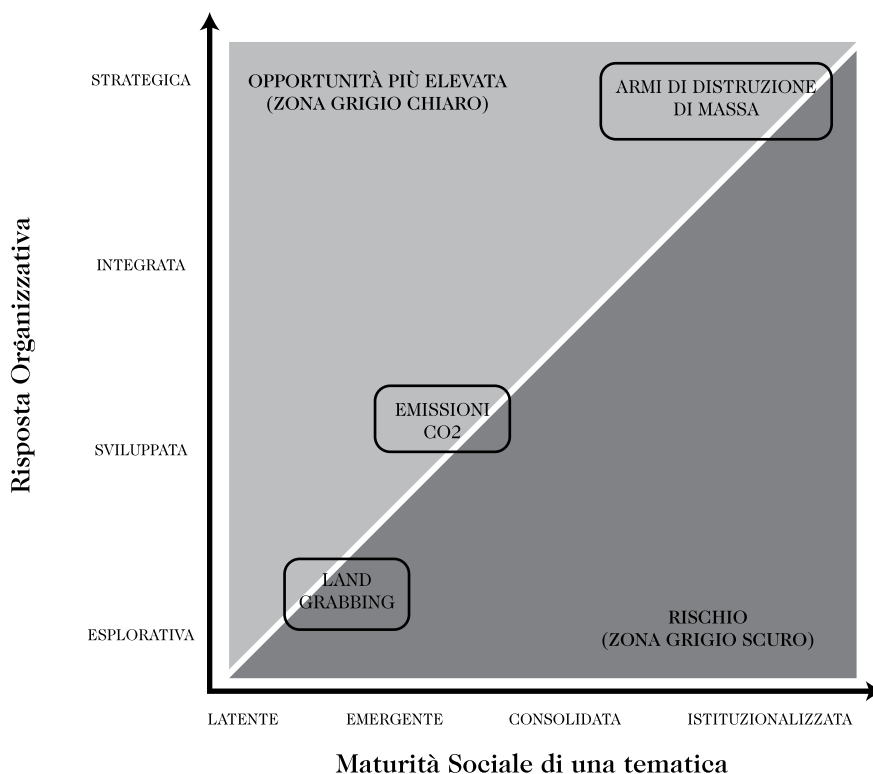 STRATEGICA
OPPORTUNITÀ PIÙ ELEVATA
(ZONA GRIGIO CHIARO)
ARMI DI DISTRUZIONE
DI MASSA
INTEGRATA
Risposta Organizzativa
EMISSIONI
CO2
SVILUPPATA
LAND
GRABBING
ESPLORATIVA
RISCHIO
(ZONA GRIGIO SCURO)
LATENTE
EMERGENTE
CONSOLIDATA
ISTITUZIONALIZZATA
Maturità Sociale di una tematica